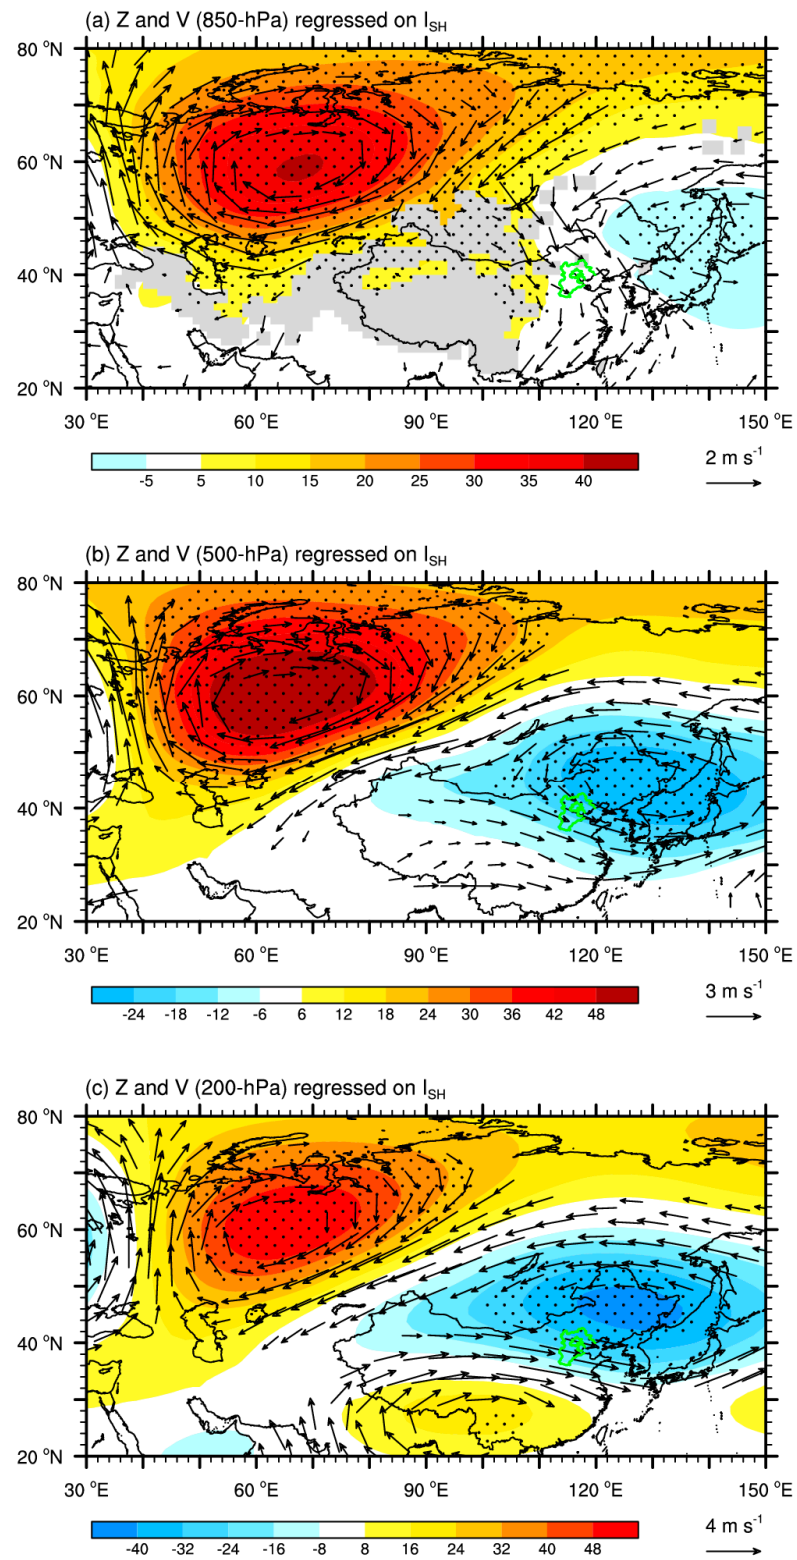 (a) Z and V (850-hPa) regressed on I_SH
80 °N
60 °N
40 °N
20 °N
30 °E 60 °E 90 °E 120 °E 150 °E
-5 5 10 15 20 25 30 35 40
2 m s⁻¹
(b) Z and V (500-hPa) regressed on I_SH
80 °N
60 °N
40 °N
20 °N
30 °E 60 °E 90 °E 120 °E 150 °E
-24 -18 -12 -6 6 12 18 24 30 36 42 48
3 m s⁻¹
(c) Z and V (200-hPa) regressed on I_SH
80 °N
60 °N
40 °N
20 °N
30 °E 60 °E 90 °E 120 °E 150 °E
-40 -32 -24 -16 -8 8 16 24 32 40 48
4 m s⁻¹